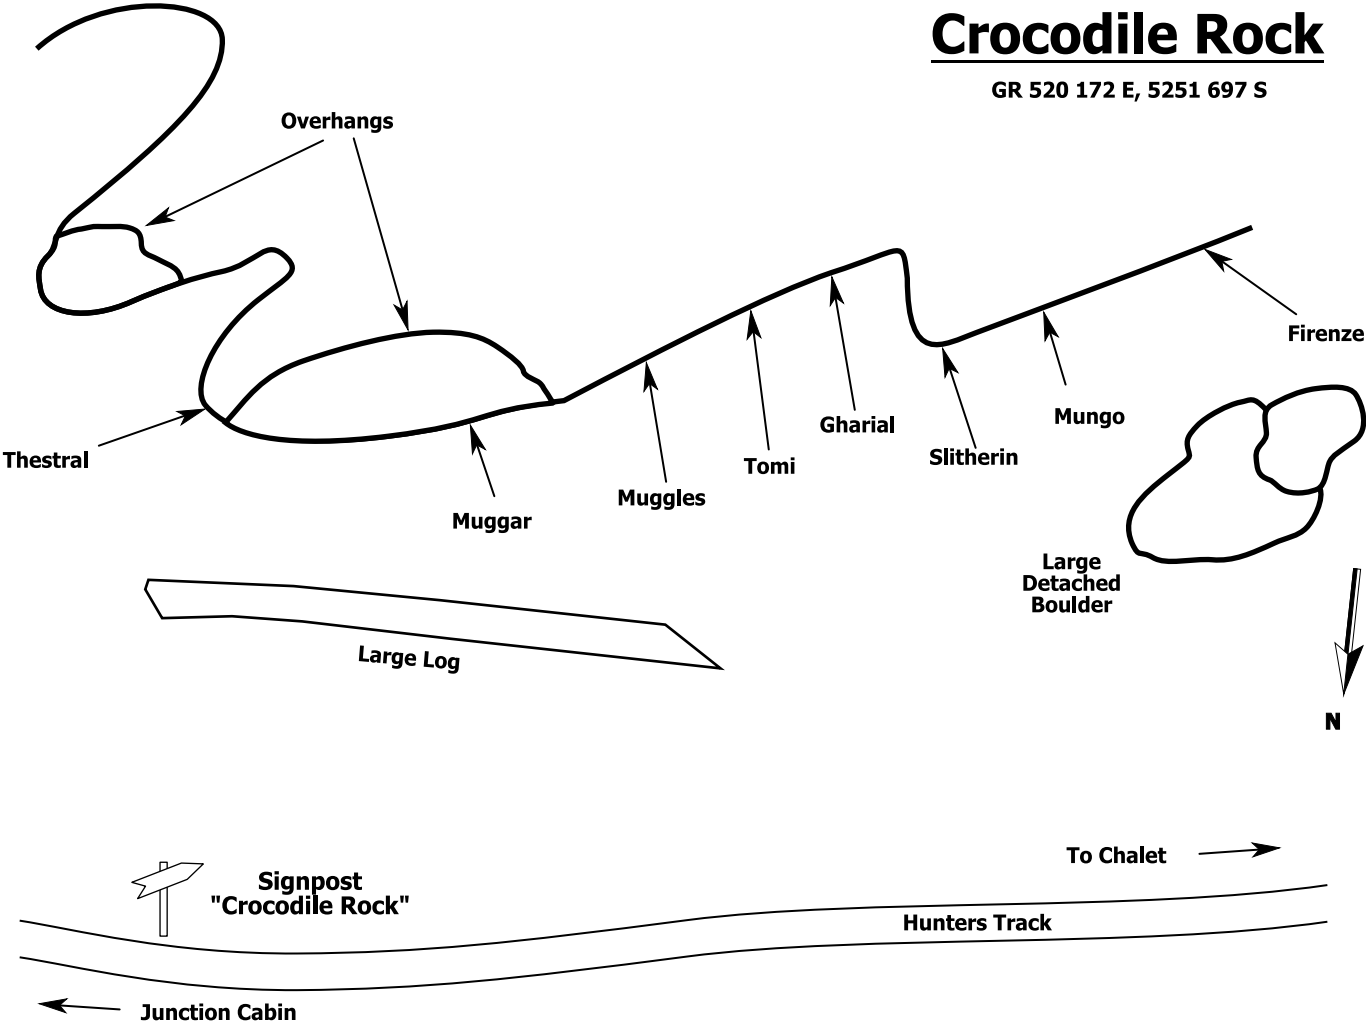 Crocodile Rock
GR 520 172 E, 5251 697 S
Overhangs
Firenze
Mungo
Gharial
Slitherin
Thestral
Tomi
Muggles
Muggar
Large
Detached
Boulder
Large Log
N
To Chalet
Signpost
"Crocodile Rock"
Hunters Track
Junction Cabin